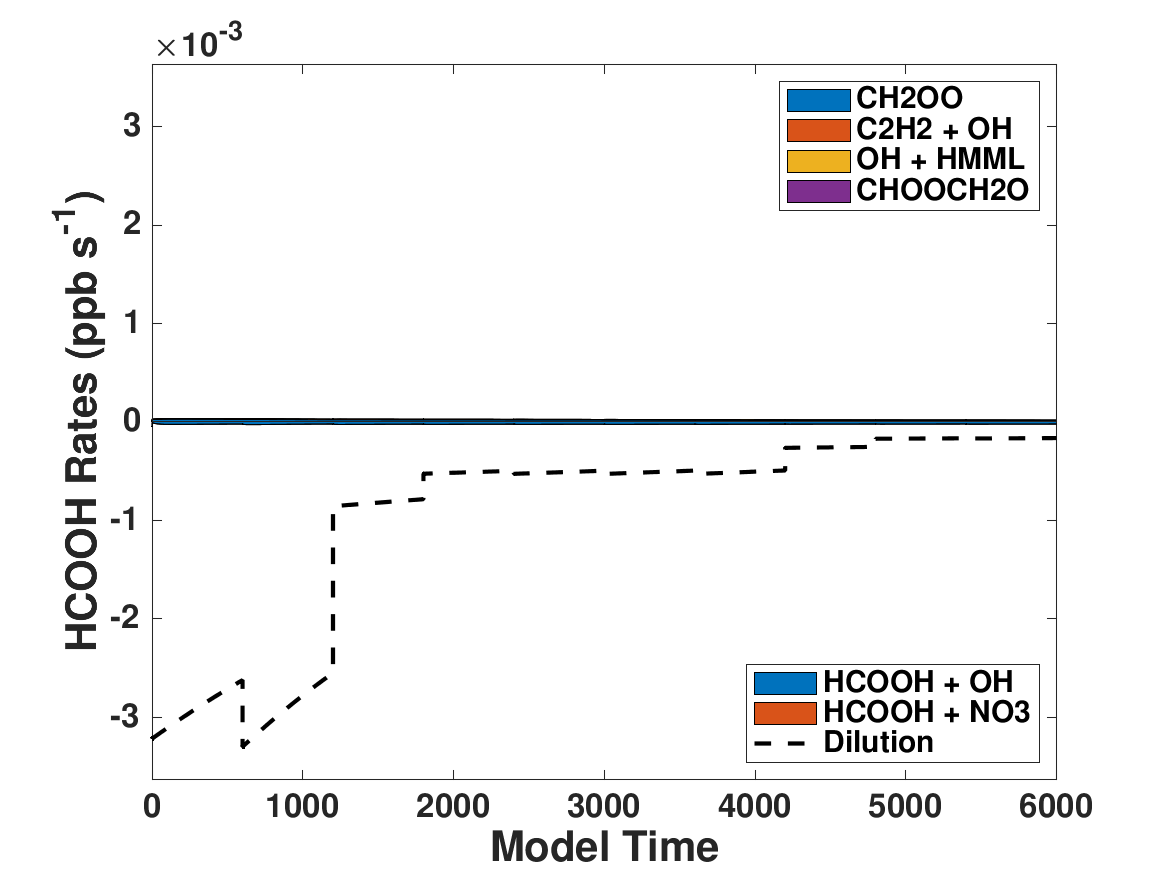 ×10-3
3
2
1
0
-1
-2
-3
HCOOH Rates (ppb s-1)
CH2OO
C2H2 + OH
OH + HMML
CHOOCH2O
HCOOH + OH
HCOOH + NO3
Dilution
0 1000 2000 3000 4000 5000 6000
Model Time